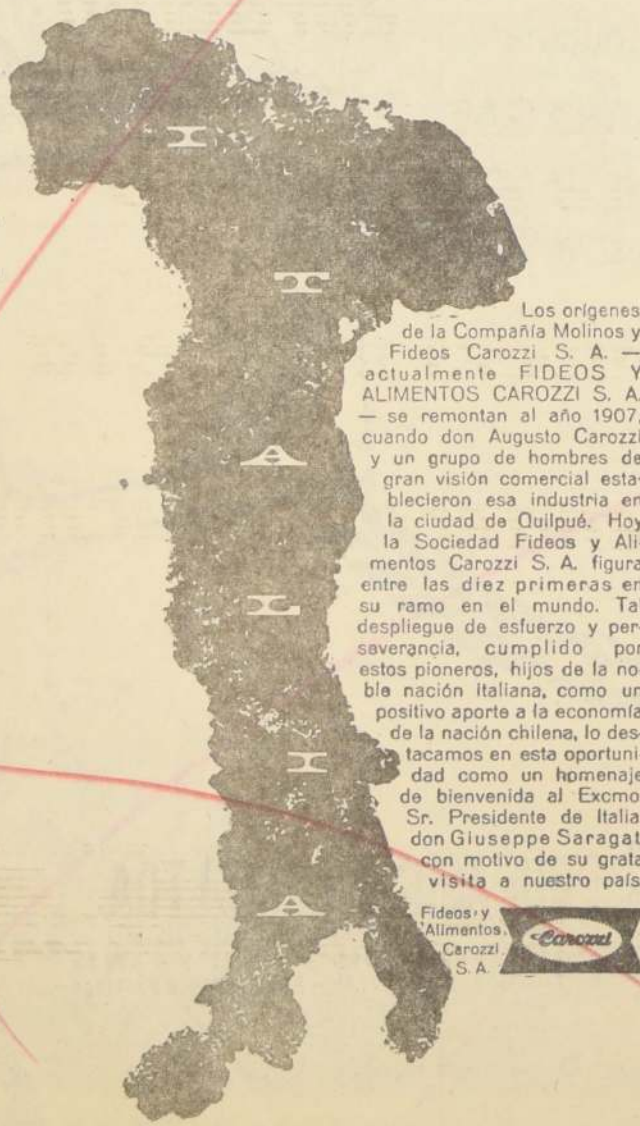 ITALIA
Los orígenes
de la Compañía Molinos y
Fideos Carozzi S. A. —
actualmente FIDEOS Y
ALIMENTOS CAROZZI S. A.
— se remontan al año 1907,
cuando don Augusto Carozzi
y un grupo de hombres de
gran visión comercial esta-
blecieron esa industria en
la ciudad de Quilpué. Hoy
la Sociedad Fideos y Ali-
mentos Carozzi S. A. figura
entre las diez primeras en
su ramo en el mundo. Tal
despliegue de esfuerzo y per-
severancia, cumplido por
estos pioneros, hijos de la no-
ble nación italiana, como un
positivo aporte a la economía
de la nación chilena, lo des-
tacamos en esta oportuni-
dad como un homenaje
de bienvenida al Excmo
Sr. Presidente de Italia
don Giuseppe Saragat
con motivo de su grata
visita a nuestro país
Fideos y
Alimentos
Carozzi
S. A.
Carozzi